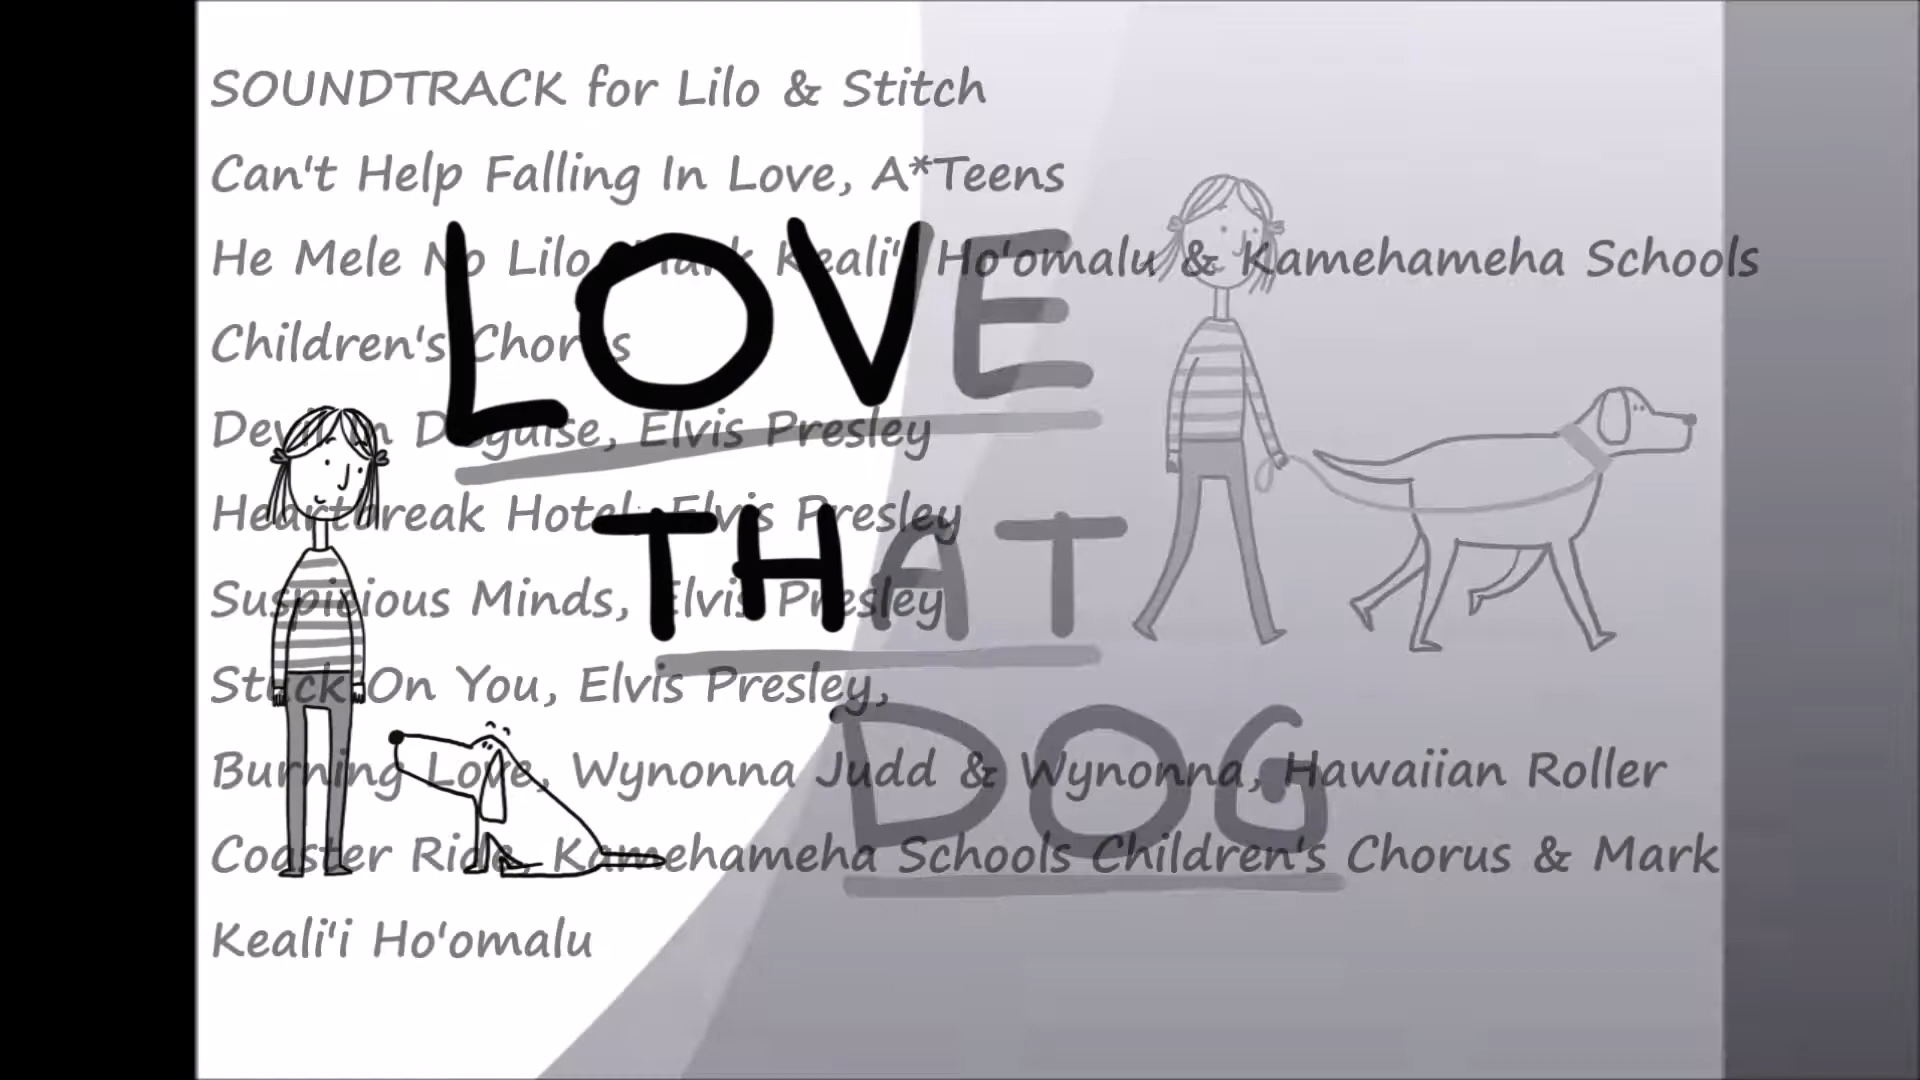 SOUNDTRACK for Lilo & Stitch
Can't Help Falling In Love, A*Teens
He Mele No Lilo, Mark Keali'i Ho'omalu & Kamehameha Schools
Children's Chorus
Devil In Disguise, Elvis Presley
Heartbreak Hotel, Elvis Presley
Suspicious Minds, Elvis Presley
Stuck On You, Elvis Presley,
Burning Love, Wynonna Judd & Wynonna, Hawaiian Roller
Coaster Ride, Kamehameha Schools Children's Chorus & Mark
Keali'i Ho'omalu
LOVE
THAT
DOG